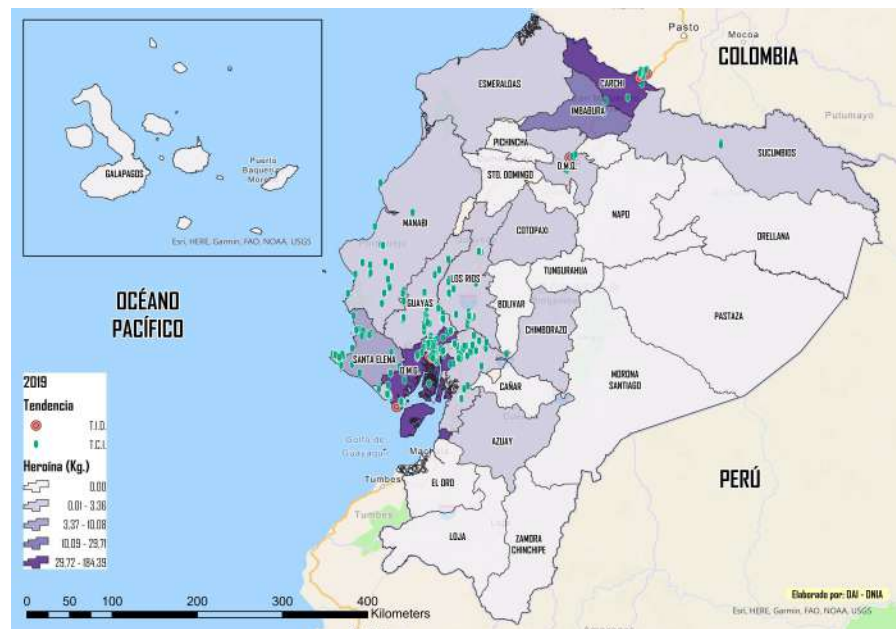 Pasto
Mocoa
COLOMBIA
ESMERALDAS
CARCHI
IMBABURA
Putumayo
PICHINCHA
D.M.Q.
SUCUMBIOS
STO. DOMINGO
GALAPAGOS
Puerto
Baquerizo
Esri, HERE, Garmin, FAO, NOAA, USGS
NAPO
MANABI
COTOPAXI
ORELLANA
LOS RIOS
TUNGURAHUA
OCÉANO
PACÍFICO
GUAYAS
BOLIVAR
PASTAZA
CHIMBORAZO
SANTA ELENA
D.M.G.
MORONA
SANTIAGO
CAÑAR
2019
Tendencia
T.I.D.
T.C.I.
Heroína (Kg.)
0.00
0.01 - 3.36
3.37 - 10.08
10.09 - 29.71
29.72 - 184.39
AZUAY
Golfo de
Guayaquil
Tumbes
Tumbes
EL ORO
PERÚ
LOJA
ZAMORA
CHINCHIPE
Elaborado por: DAI - DNIA
0 50 100 200 300 400
Kilometers
Esri, HERE, Garmin, FAO, NOAA, USGS